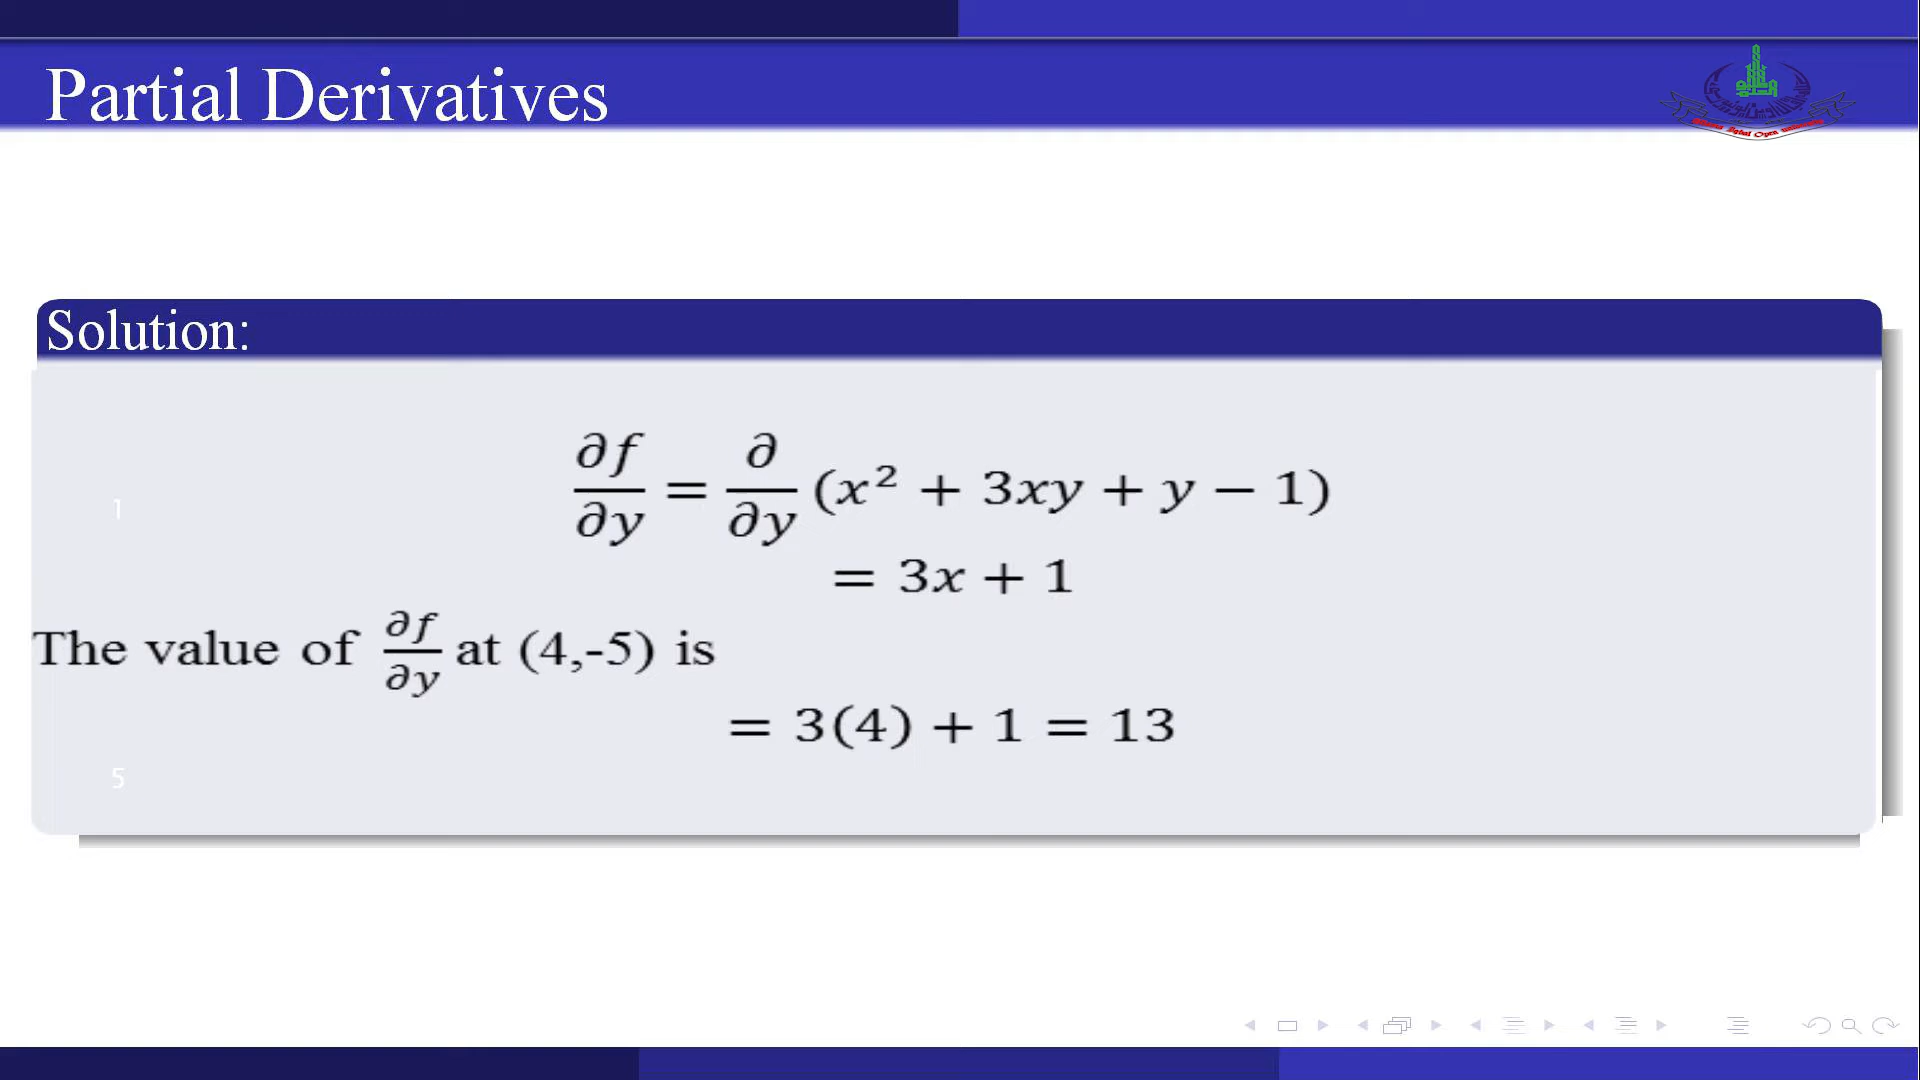 Partial Derivatives
Solution:
∂f/∂y = ∂/∂y (x² + 3xy + y − 1)
1
= 3x + 1
The value of ∂f/∂y at (4,-5) is
= 3(4) + 1 = 13
5